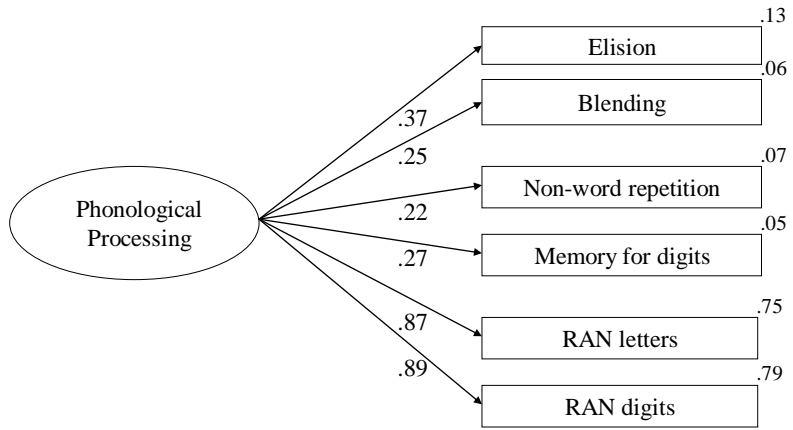 .13
Elision
.06
.37
Blending
.25
.07
Phonological
Processing
.22
Non-word repetition
.05
.27
Memory for digits
.75
.87
RAN letters
.79
.89
RAN digits